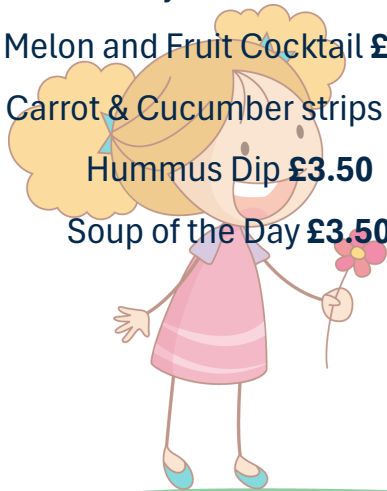 Melon and Fruit Cocktail £
Carrot & Cucumber strips
Hummus Dip £3.50
Soup of the Day £3.50